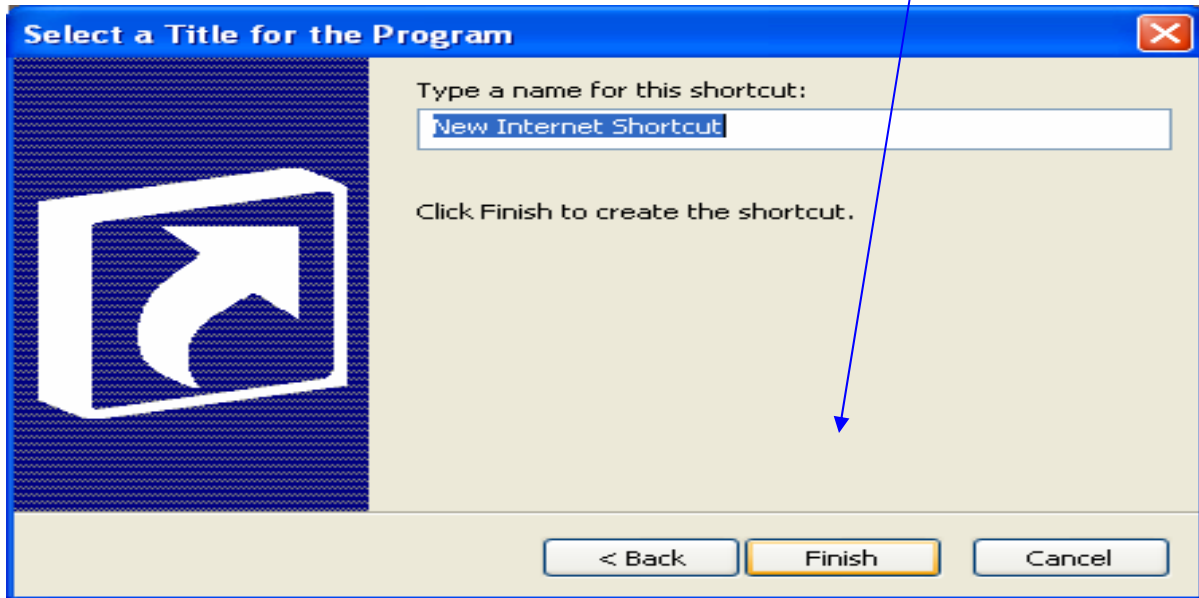 Select a Title for the Program
Type a name for this shortcut:
New Internet Shortcut
Click Finish to create the shortcut.
< Back
Finish
Cancel